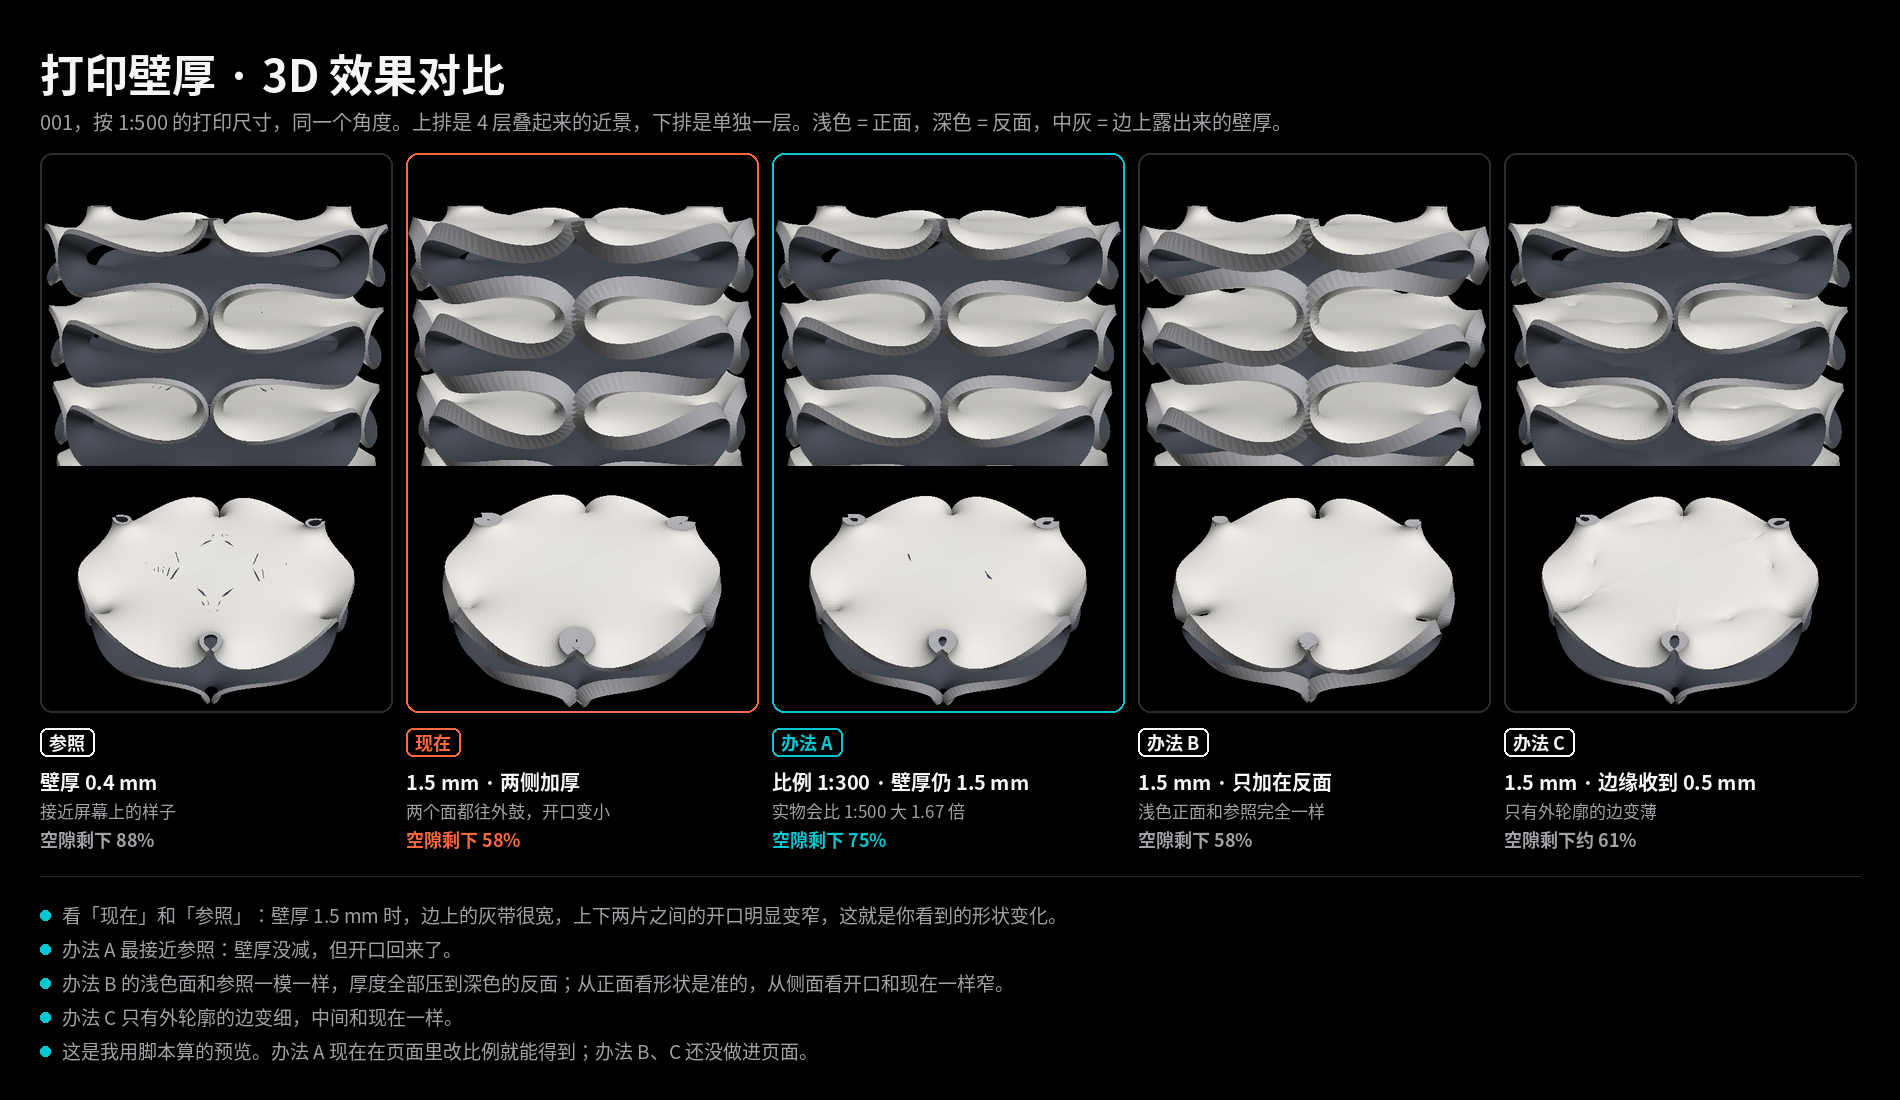 打印壁厚 · 3D 效果对比
001，按 1:500 的打印尺寸，同一个角度。上排是 4 层叠起来的近景，下排是单独一层。浅色 = 正面，深色 = 反面，中灰 = 边上露出来的壁厚。
参照
壁厚 0.4 mm
接近屏幕上的样子
空隙剩下 88%
现在
1.5 mm · 两侧加厚
两个面都往外鼓，开口变小
空隙剩下 58%
办法 A
比例 1:300 · 壁厚仍 1.5 mm
实物会比 1:500 大 1.67 倍
空隙剩下 75%
办法 B
1.5 mm · 只加在反面
浅色正面和参照完全一样
空隙剩下 58%
办法 C
1.5 mm · 边缘收到 0.5 mm
只有外轮廓的边变薄
空隙剩下约 61%
看「现在」和「参照」：壁厚 1.5 mm 时，边上的灰带很宽，上下两片之间的开口明显变窄，这就是你看到的形状变化。
办法 A 最接近参照：壁厚没减，但开口回来了。
办法 B 的浅色面和参照一模一样，厚度全部压到深色的反面；从正面看形状是准的，从侧面看开口和现在一样窄。
办法 C 只有外轮廓的边变细，中间和现在一样。
这是我用脚本算的预览。办法 A 现在在页面里改比例就能得到；办法 B、C 还没做进页面。